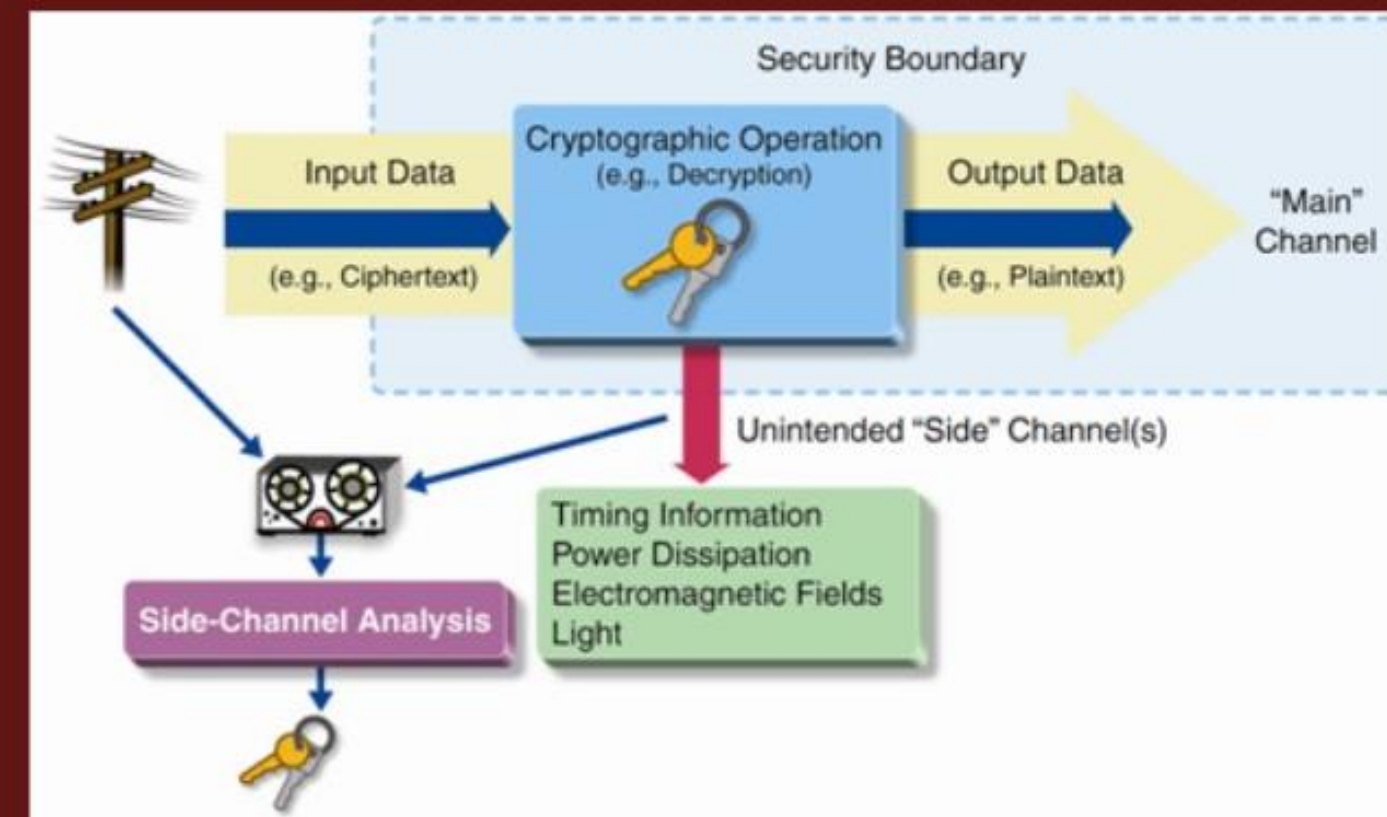 Security Boundary
Cryptographic Operation
(e.g., Decryption)
Input Data
(e.g., Ciphertext)
Output Data
(e.g., Plaintext)
“Main”
Channel
Unintended “Side” Channel(s)
Timing Information
Power Dissipation
Electromagnetic Fields
Light
Side-Channel Analysis